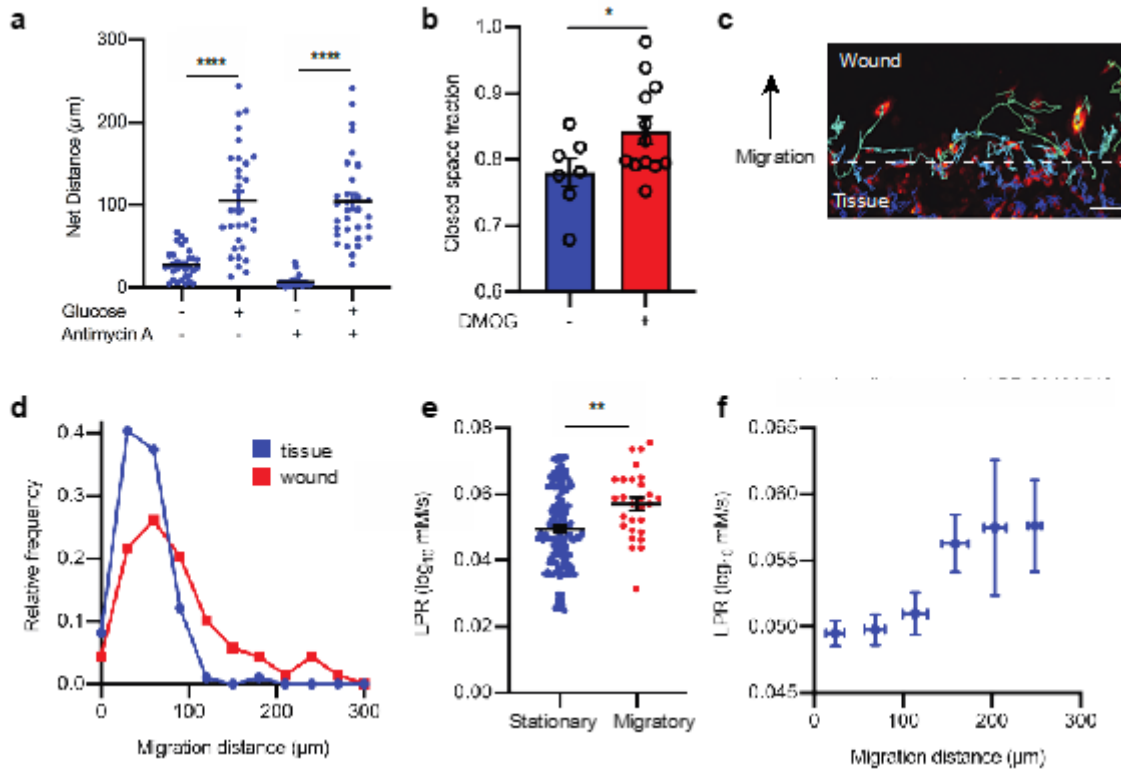 a
300
200
100
0
Net Distance (µm)
****
****
Glucose - + - +
Antimycin A - - + +
b
1.0
0.9
0.8
0.7
0.6
Closed space fraction
*
DMOG - +
c
Migration
Wound
Tissue
d
0.4
0.3
0.2
0.1
0.0
Relative frequency
tissue
wound
0 100 200 300
Migration distance (µm)
e
0.08
0.06
0.04
0.02
0.00
LPR (log₁₀ mM/s)
**
Stationary Migratory
f
0.065
0.060
0.055
0.050
0.045
LPR (log₁₀ mM/s)
0 100 200 300
Migration distance (µm)